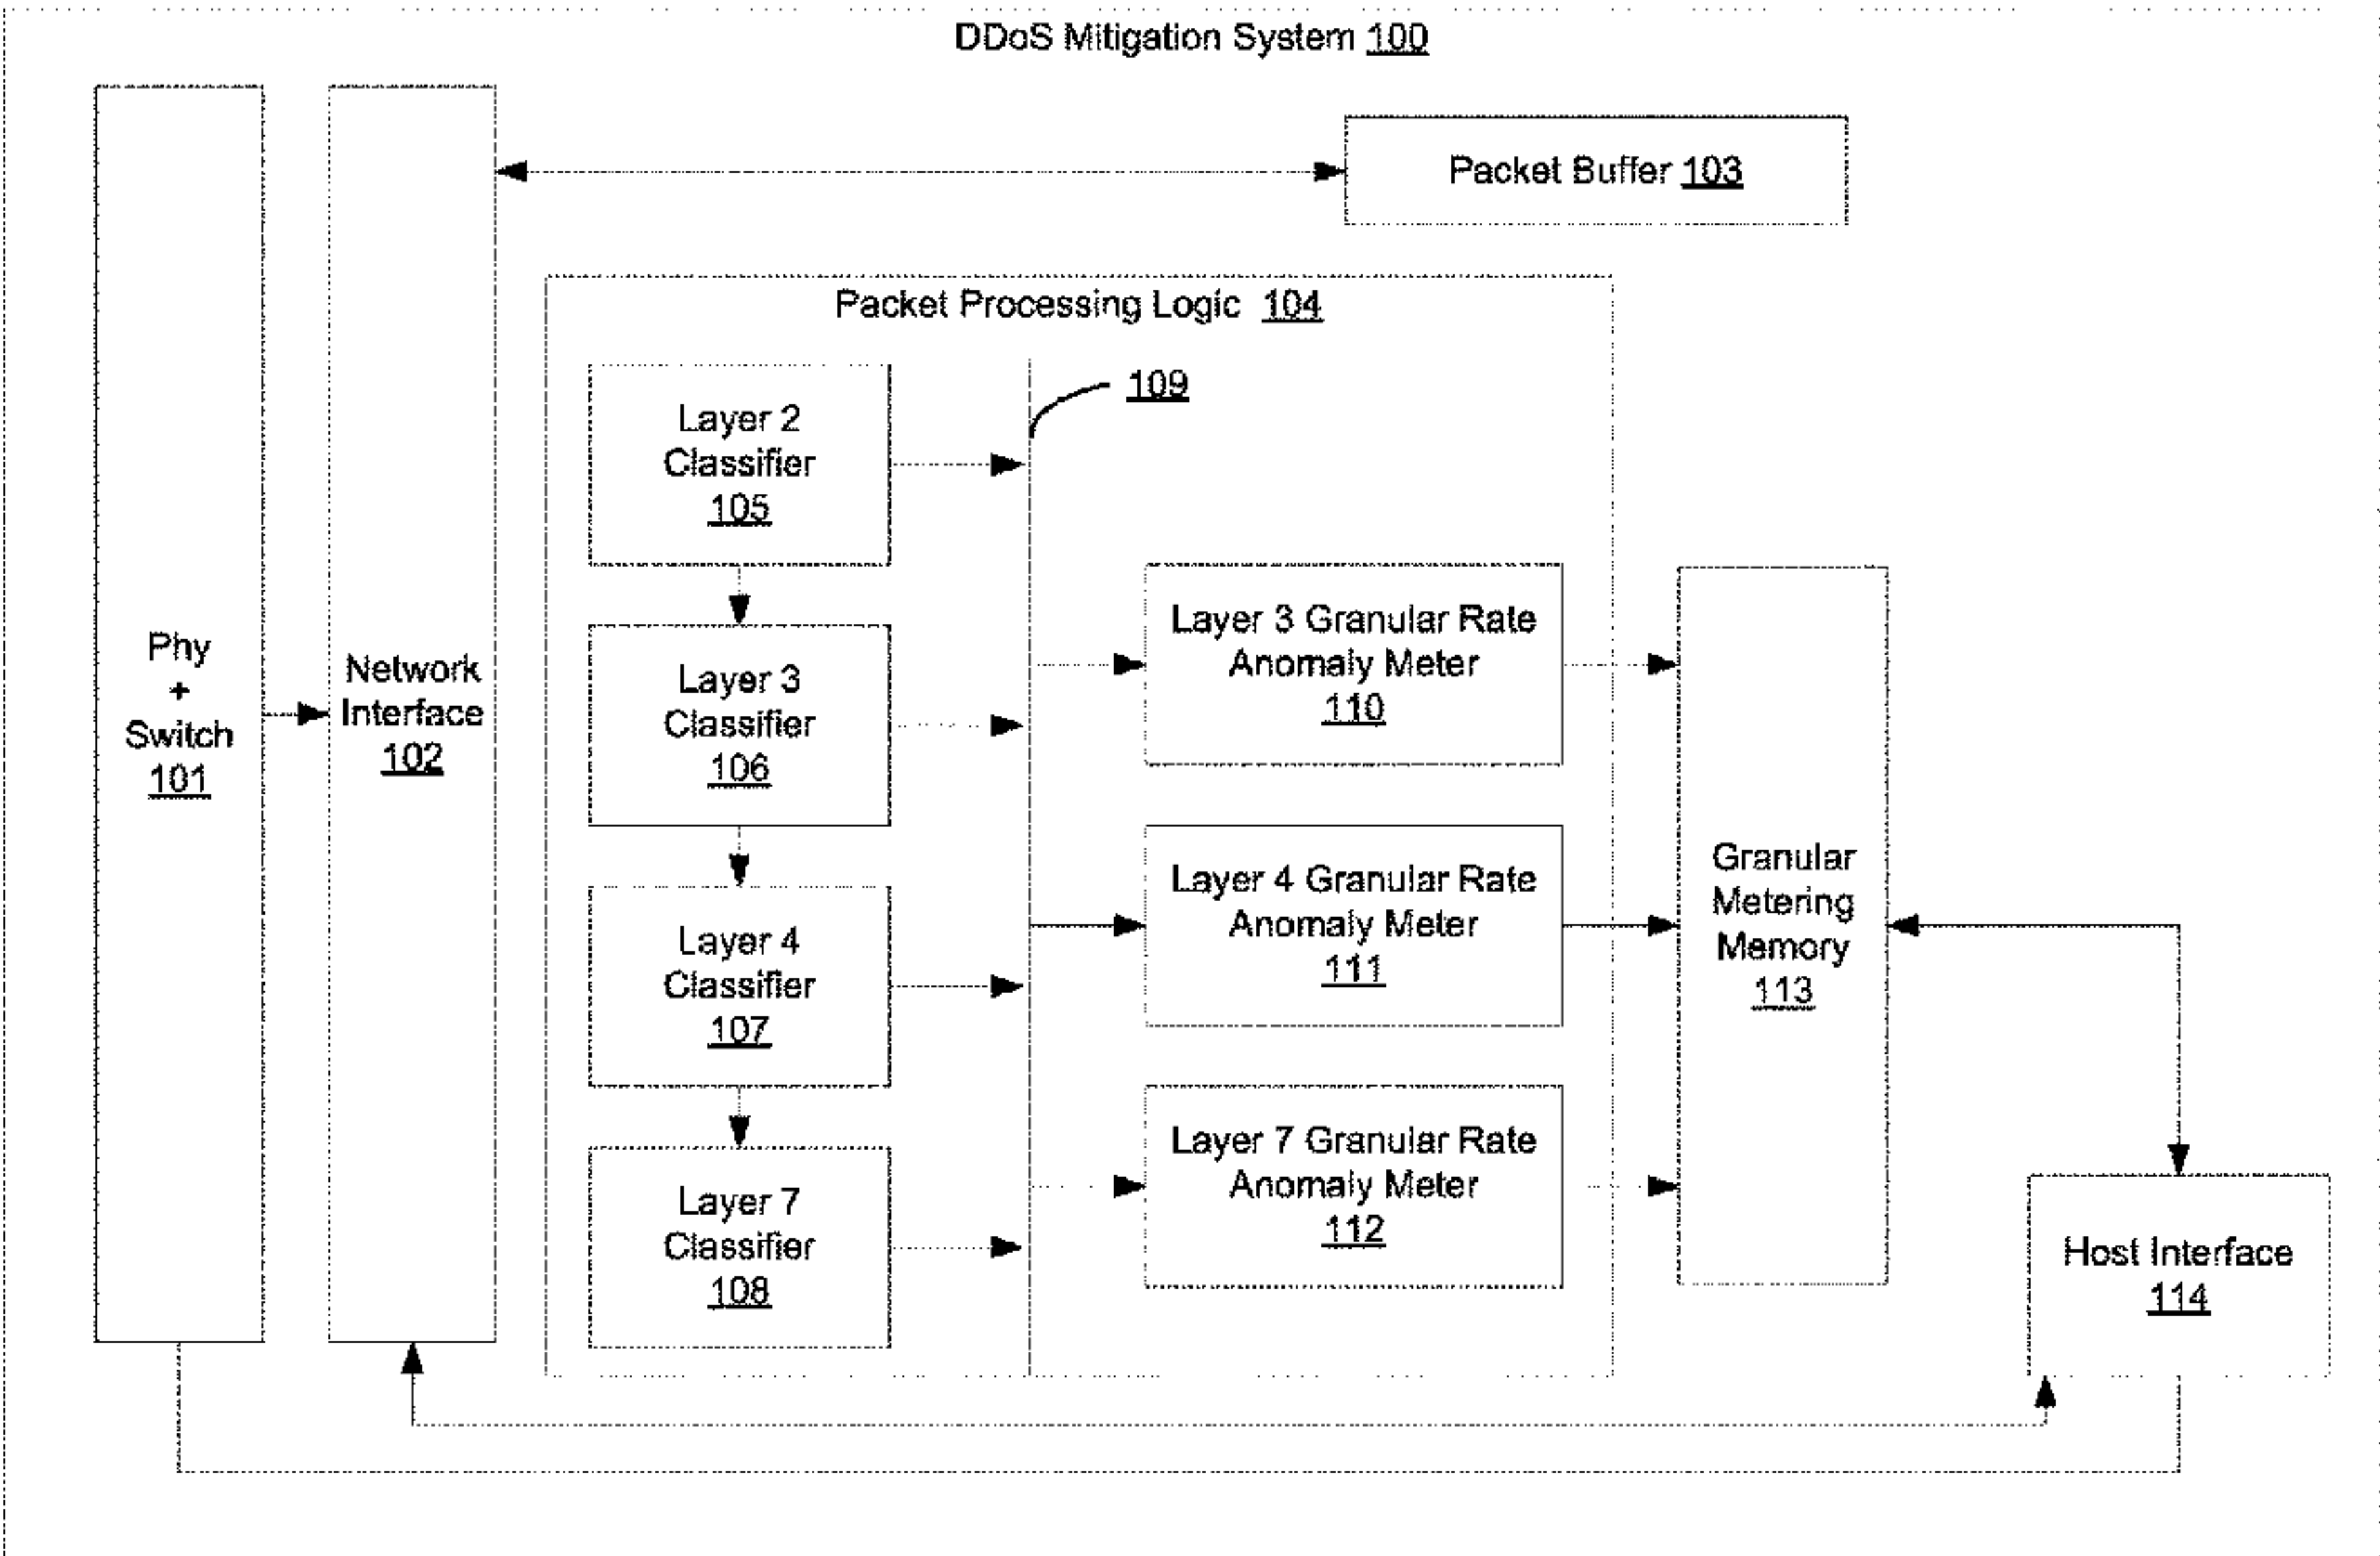 DDoS Mitigation System 100
Packet Buffer 103
Packet Processing Logic 104
109
Phy
+
Switch
101
Network
Interface
102
Layer 2
Classifier
105
Layer 3
Classifier
106
Layer 4
Classifier
107
Layer 7
Classifier
108
Layer 3 Granular Rate
Anomaly Meter
110
Layer 4 Granular Rate
Anomaly Meter
111
Layer 7 Granular Rate
Anomaly Meter
112
Granular
Metering
Memory
113
Host Interface
114